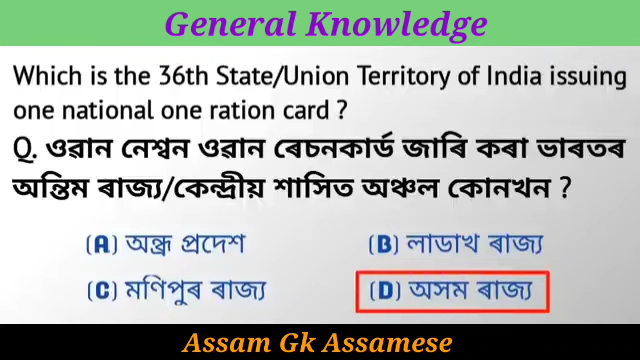 General Knowledge
Which is the 36th State/Union Territory of India issuing
one national one ration card ?
Q. ওৱান নেশ্বন ওৱান ৰেচনকাৰ্ড জাৰি কৰা ভাৰতৰ
অন্তিম ৰাজ্য/কেন্দ্ৰীয় শাসিত অঞ্চল কোনখন ?
(A) অন্ধ্ৰ প্ৰদেশ (B) লাডাখ ৰাজ্য
(C) মণিপুৰ ৰাজ্য (D) অসম ৰাজ্য
Assam Gk Assamese